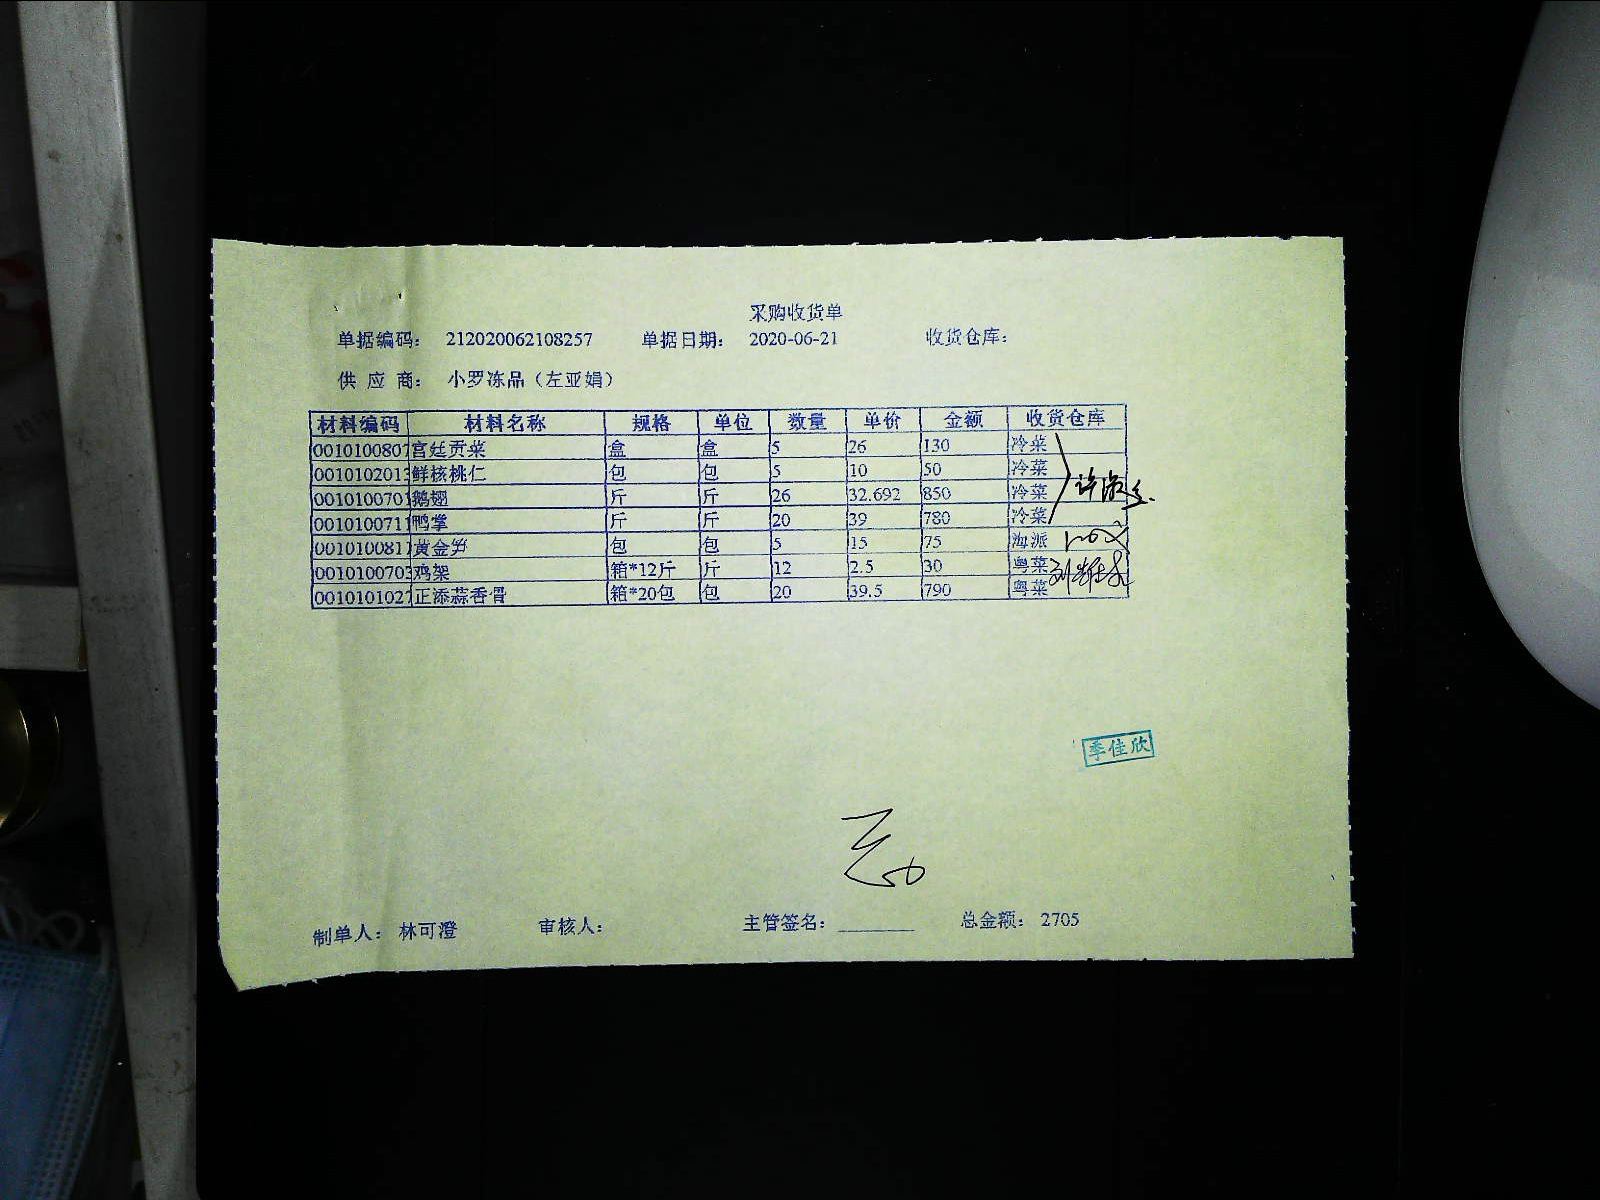 采购收货单
单据编码: 212020062108257 单据日期: 2020-06-21 收货仓库:
供 应 商: 小罗冻品（左亚娟）
材料编码 材料名称 规格 单位 数量 单价 金额 收货仓库
0010100807 宫廷贡菜 盒 盒 5 26 130 冷菜
0010102013 鲜核桃仁 包 包 5 10 50 冷菜
0010100701 鹅翅 斤 斤 26 32.692 850 冷菜
0010100711 鸭掌 斤 斤 20 39 780 冷菜
0010100811 黄金笋 包 包 5 15 75 海派
0010100703 鸡架 箱*12斤 斤 12 2.5 30 粤菜
0010101027 正添蒜香骨 箱*20包 包 20 39.5 790 粤菜
季佳欣
制单人: 林可澄 审核人: 主管签名: 总金额: 2705